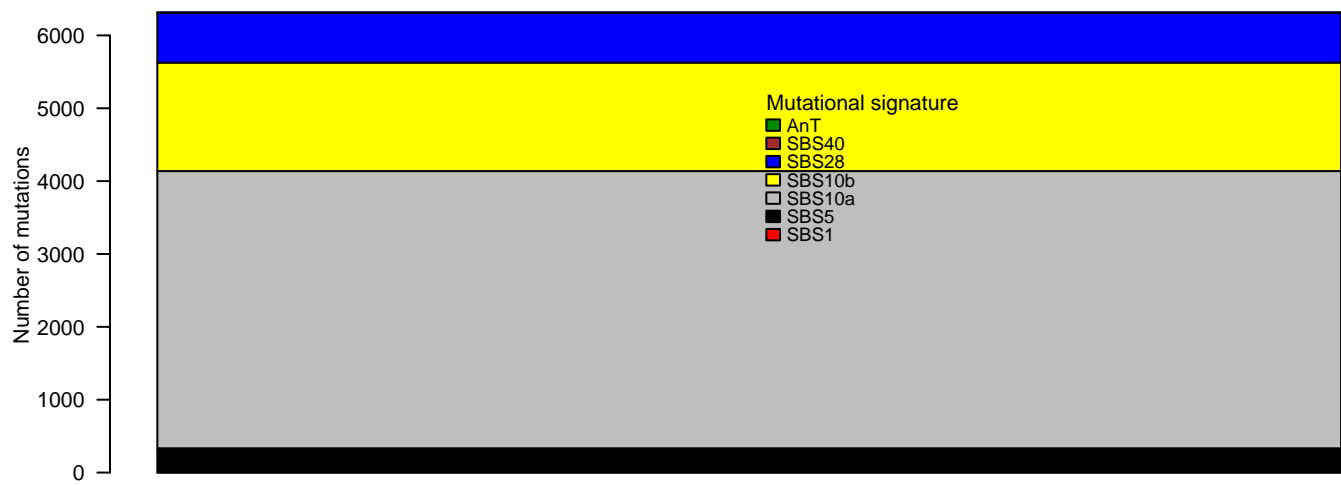 Number of mutations
6000
5000
4000
3000
2000
1000
0
Mutational signature
AnT
SBS40
SBS28
SBS10b
SBS10a
SBS5
SBS1